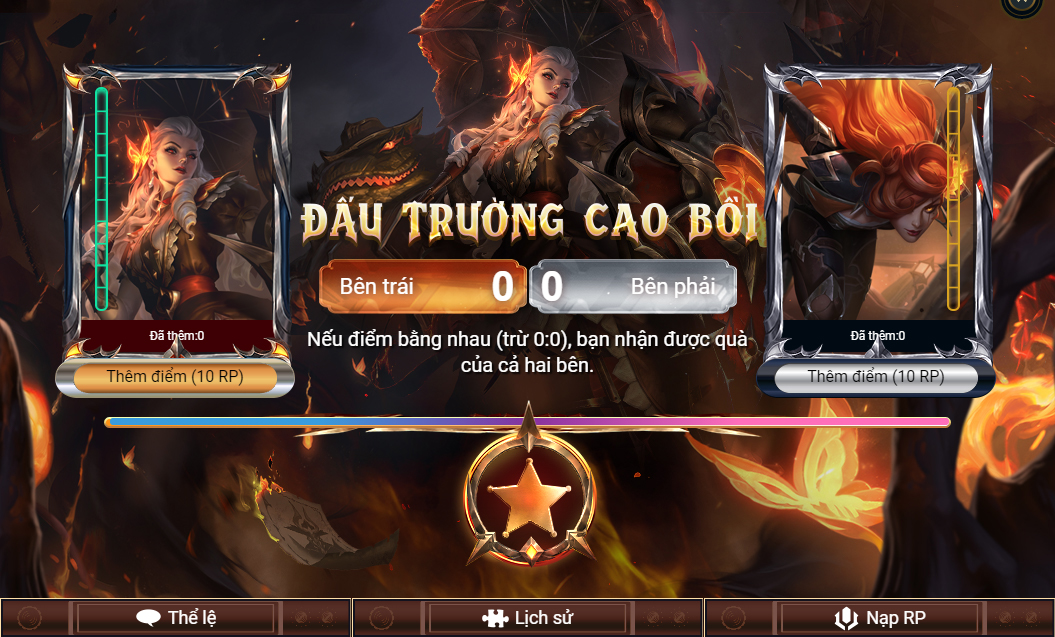 ĐẤU TRƯỜNG CAO BỒI
Bên trái 0
0 Bên phải
Nếu điểm bằng nhau (trừ 0:0), bạn nhận được quà
của cả hai bên.
Đã thêm:0
Thêm điểm (10 RP)
Đã thêm:0
Thêm điểm (10 RP)
Thể lệ
Lịch sử
Nạp RP